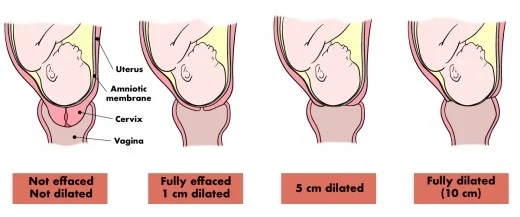 Uterus
Amniotic
membrane
Cervix
Vagina
Not effaced
Not dilated
Fully effaced
1 cm dilated
5 cm dilated
Fully dilated
(10 cm)